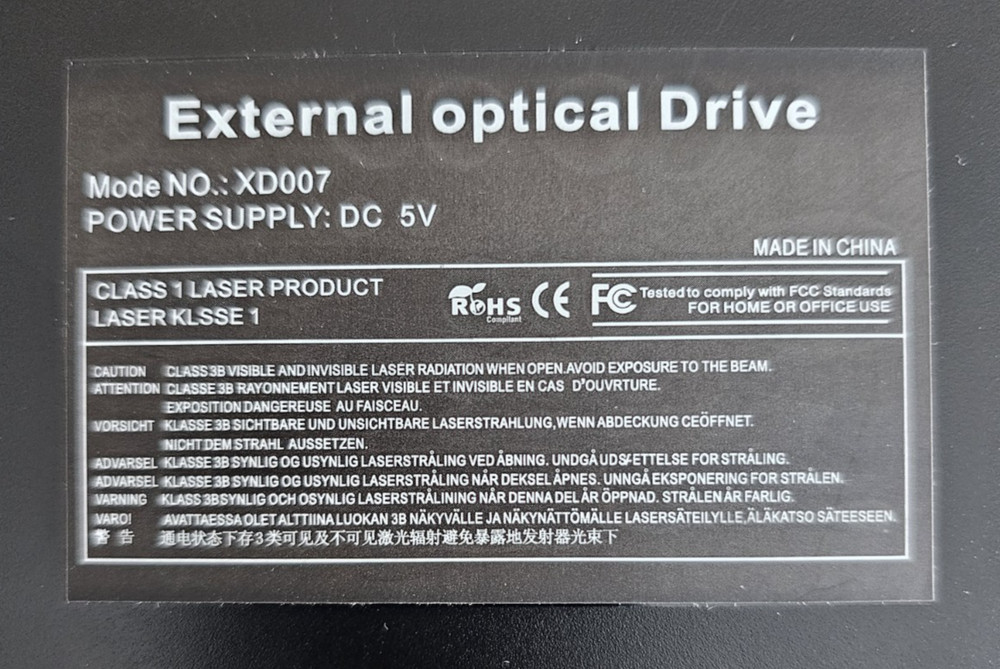 External optical Drive
Mode NO.: XD007
POWER SUPPLY: DC 5V
MADE IN CHINA
CLASS 1 LASER PRODUCT
LASER KLSSE 1
RoHS
Compliant
CE
FC
Tested to comply with FCC Standards
FOR HOME OR OFFICE USE
CAUTION CLASS 3B VISIBLE AND INVISIBLE LASER RADIATION WHEN OPEN.AVOID EXPOSURE TO THE BEAM.
ATTENTION CLASSE 3B RAYONNEMENT LASER VISIBLE ET INVISIBLE EN CAS D'OUVRTURE.
EXPOSITION DANGEREUSE AU FAISCEAU.
VORSICHT KLASSE 3B SICHTBARE UND UNSICHTBARE LASERSTRAHLUNG,WENN ABDECKUNG CEÖFFNET.
NICHT DEM STRAHL AUSSETZEN.
ADVARSEL KLASSE 3B SYNLIG OG USYNLIG LASERSTRÅLING VED ÅBNING. UNDGÅ UDSÆTTELSE FOR STRÅLING.
ADVARSEL KLASSE 3B SYNLIG OG USYNLIG LASERSTRÅLING NÅR DEKSEL ÅPNES. UNNGÅ EKSPONERING FOR STRÅLEN.
VARNING KLASS 3BSYNLIG OCH OSYNLIG LASERSTRÅLINING NÅR DENNA DEL ÅR ÖPPNAD. STRÅLEN ÅR FARLIG.
VARO! AVATTAESSA OLET ALTTIINA LUOKAN 3B NÄKYVÄLLE JA NÄKYNÄTTÖMÄLLE LASERSÄTEILYLLE,ÄLÄKATSO SÄTEESEEN.
警 告 通电状态下存3类可见及不可见激光辐射避免暴露地发射器光束下